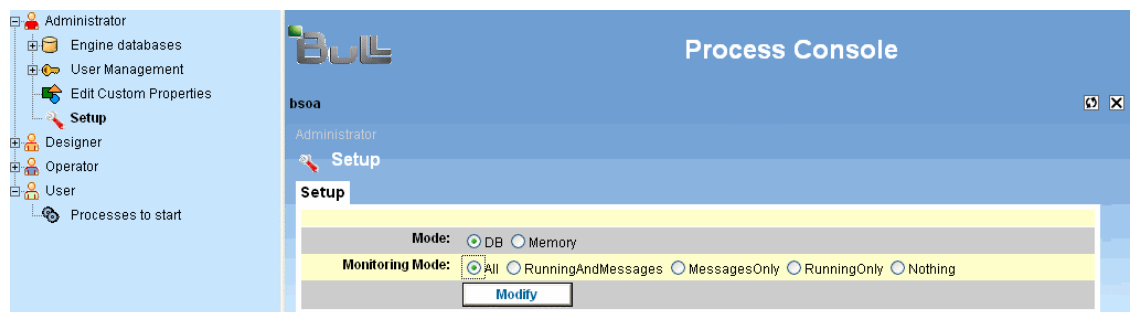 Administrator
Engine databases
User Management
Edit Custom Properties
Setup
Designer
Operator
User
Processes to start
Bull
Process Console
bsoa
Administrator
Setup
Setup
Mode: DB Memory
Monitoring Mode: All RunningAndMessages MessagesOnly RunningOnly Nothing
Modify